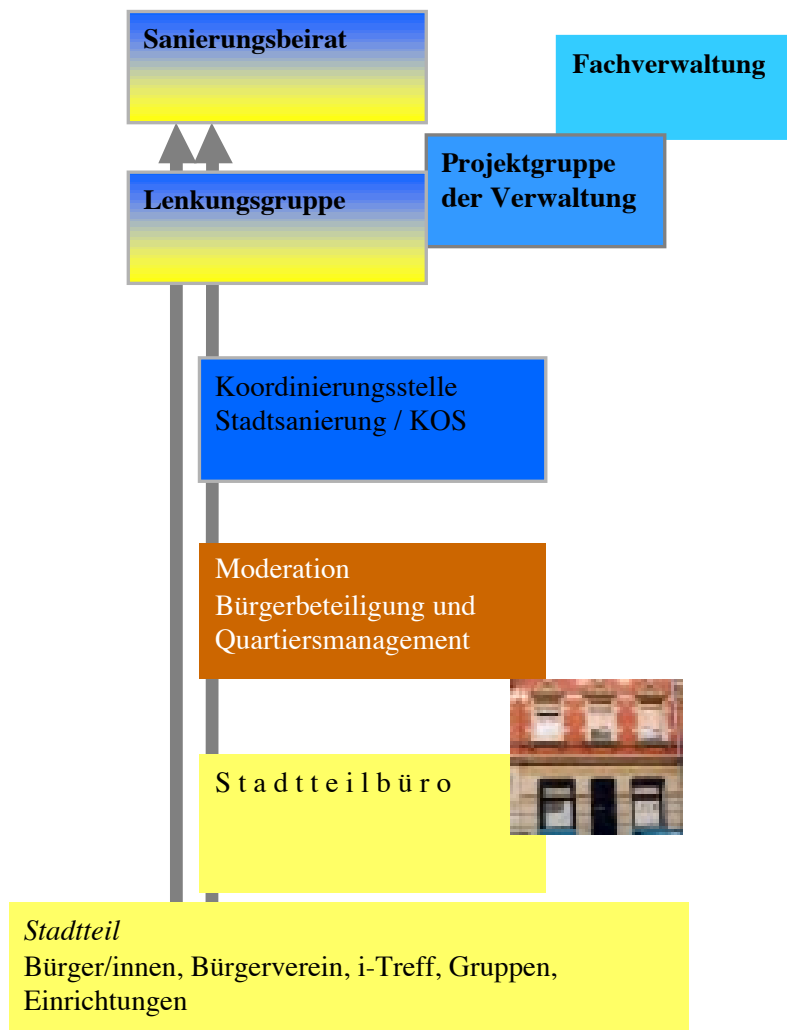 Sanierungsbeirat
Fachverwaltung
Projektgruppe
der Verwaltung
Lenkungsgruppe
Koordinierungsstelle
Stadtsanierung / KOS
Moderation
Bürgerbeteiligung und
Quartiersmanagement
S t a d t t e i l b ü r o
Stadtteil
Bürger/innen, Bürgerverein, i-Treff, Gruppen,
Einrichtungen